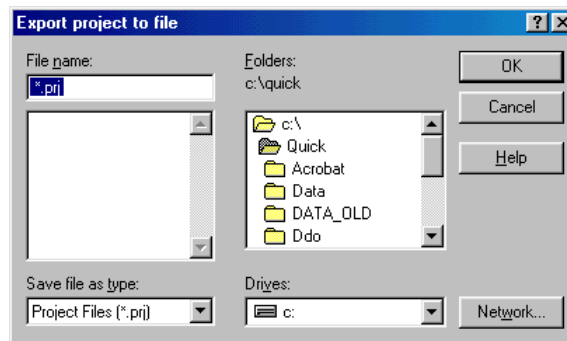 Export project to file
File name:
*.prj
Folders:
c:\quick
c:\
Quick
Acrobat
Data
DATA_OLD
Ddo
OK
Cancel
Help
Save file as type:
Project Files (*.prj)
Drives:
c:
Network...